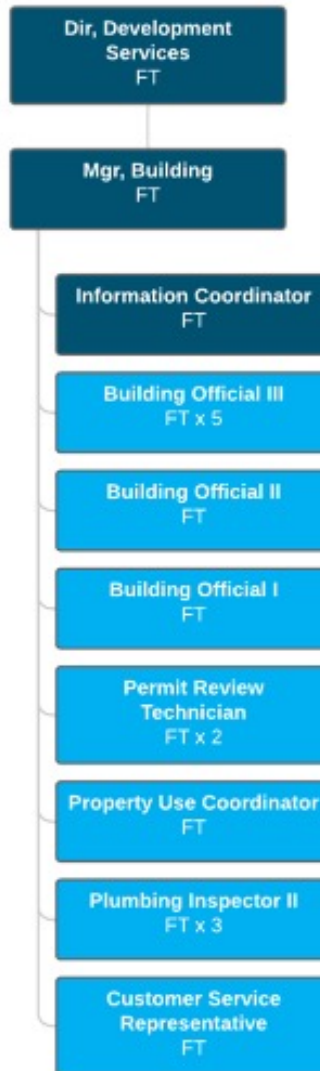 Dir, Development
Services
FT
Mgr, Building
FT
Information Coordinator
FT
Building Official III
FT x 5
Building Official II
FT
Building Official I
FT
Permit Review
Technician
FT x 2
Property Use Coordinator
FT
Plumbing Inspector II
FT x 3
Customer Service
Representative
FT